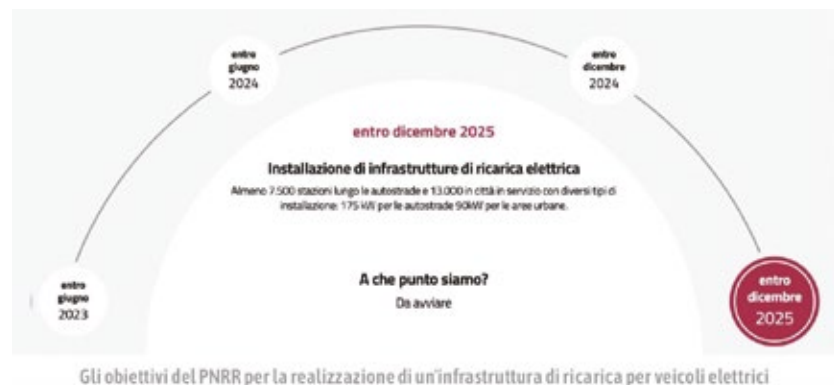 entro
giugno
2024
entro
dicembre
2024
entro dicembre 2025
Installazione di infrastrutture di ricarica elettrica
Almeno 7.500 stazioni lungo le autostrade e 13.000 in città in servizio con diversi tipi di
installazione: 175 kW per le autostrade 90kW per le aree urbane.
A che punto siamo?
Da avviare
entro
giugno
2023
entro
dicembre
2025
Gli obiettivi del PNRR per la realizzazione di un'infrastruttura di ricarica per veicoli elettrici